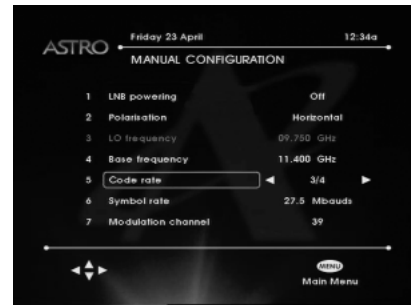 ASTRO
Friday 23 April 12:34a
MANUAL CONFIGURATION
1 LNB powering Off
2 Polarisation Horizontal
3 LO frequency 09.750 GHz
4 Base frequency 11.400 GHz
5 Code rate 3/4
6 Symbol rate 27.5 Mbauds
7 Modulation channel 39
MENU
Main Menu